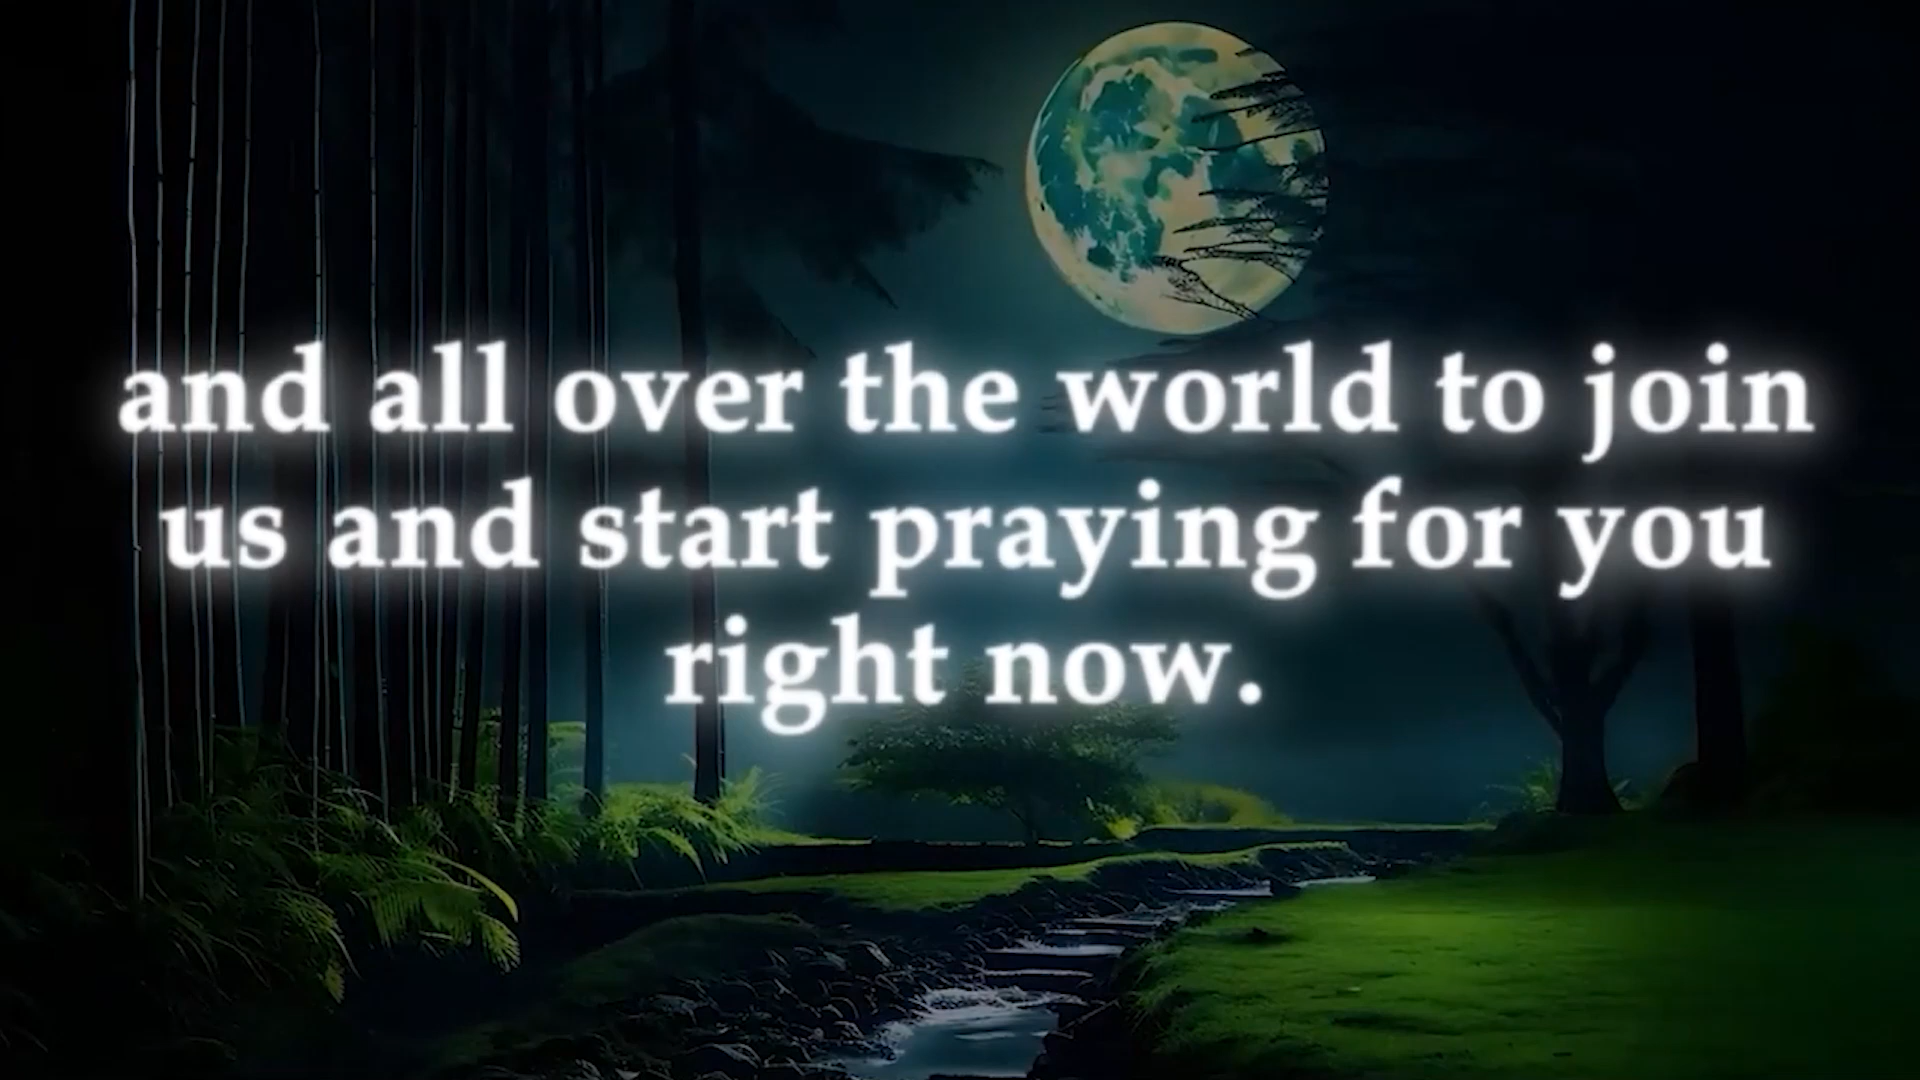 and all over the world to join
us and start praying for you
right now.